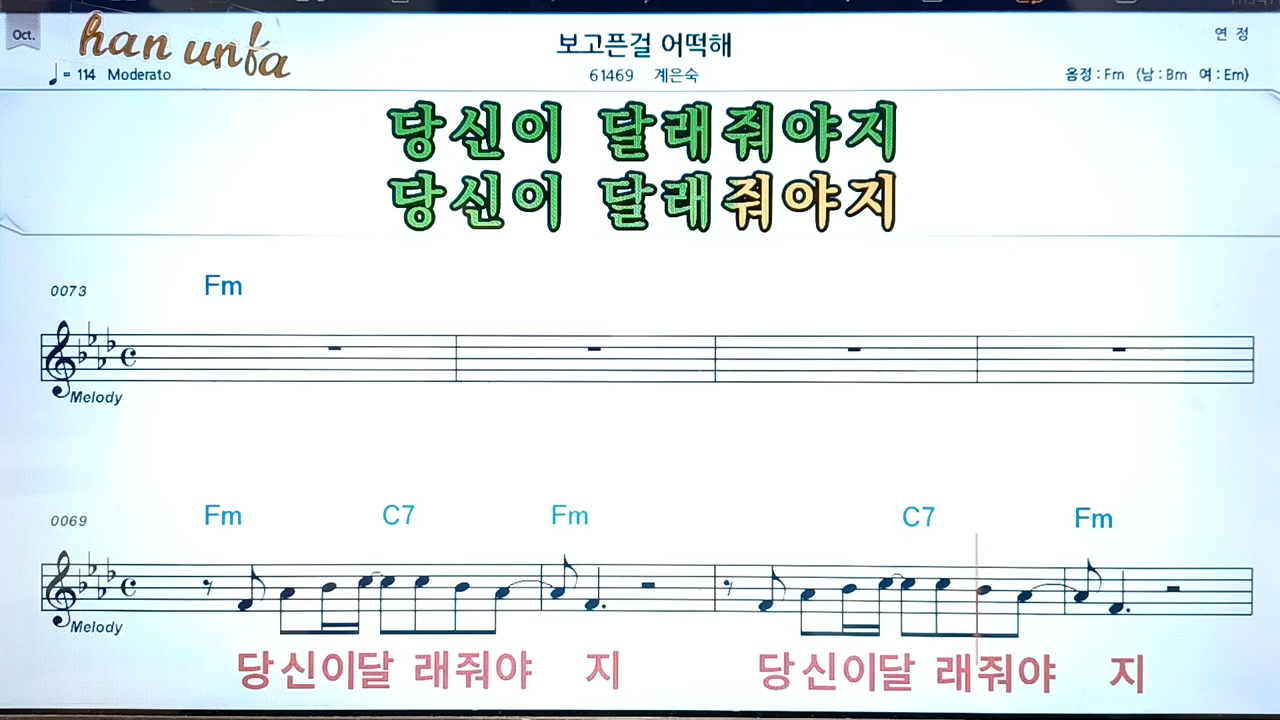 Oct.
han unfa
보고픈걸 어떡해
연 정
♩= 114 Moderato
61469 계은숙
음정 : Fm (남 : Bm 여 : Em)
당신이 달래줘야지
당신이 달래줘야지
0073 Fm
Melody
0069 Fm C7 Fm C7 Fm
Melody
당신이달 래줘야 지 당신이달 래줘야 지